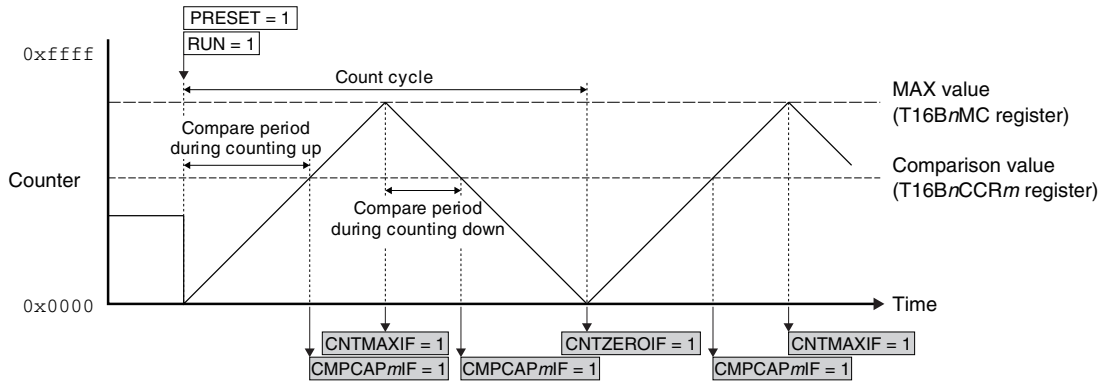 PRESET = 1
RUN = 1
0xffff
Count cycle
MAX value
(T16BnMC register)
Compare period
during counting up
Comparison value
(T16BnCCRm register)
Counter
Compare period
during counting down
0x0000
Time
CNTMAXIF = 1
CNTZEROIF = 1
CNTMAXIF = 1
CMPCAPmIF = 1
CMPCAPmIF = 1
CMPCAPmIF = 1